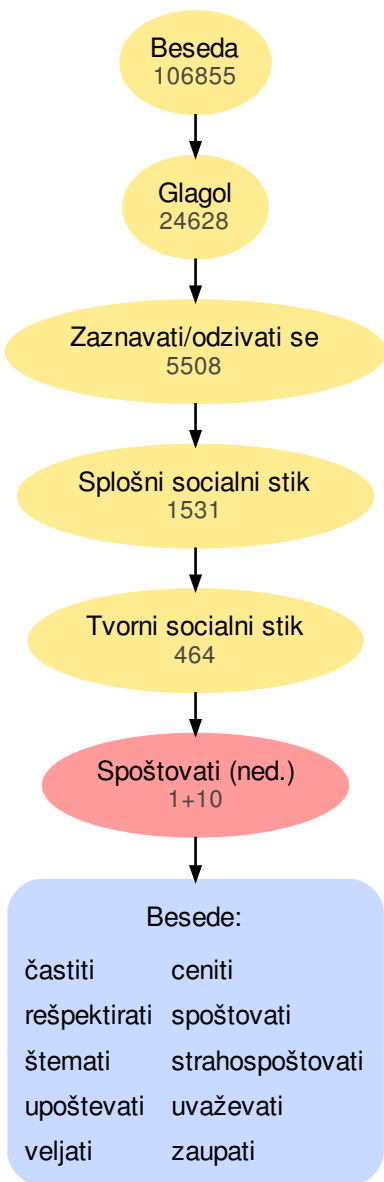 Beseda
106855
Glagol
24628
Zaznavati/odzivati se
5508
Splošni socialni stik
1531
Tvorni socialni stik
464
Spoštovati (ned.)
1+10
Besede:
častiti ceniti
rešpektirati spoštovati
štemati strahospoštovati
upoštevati uvaževati
veljati zaupati